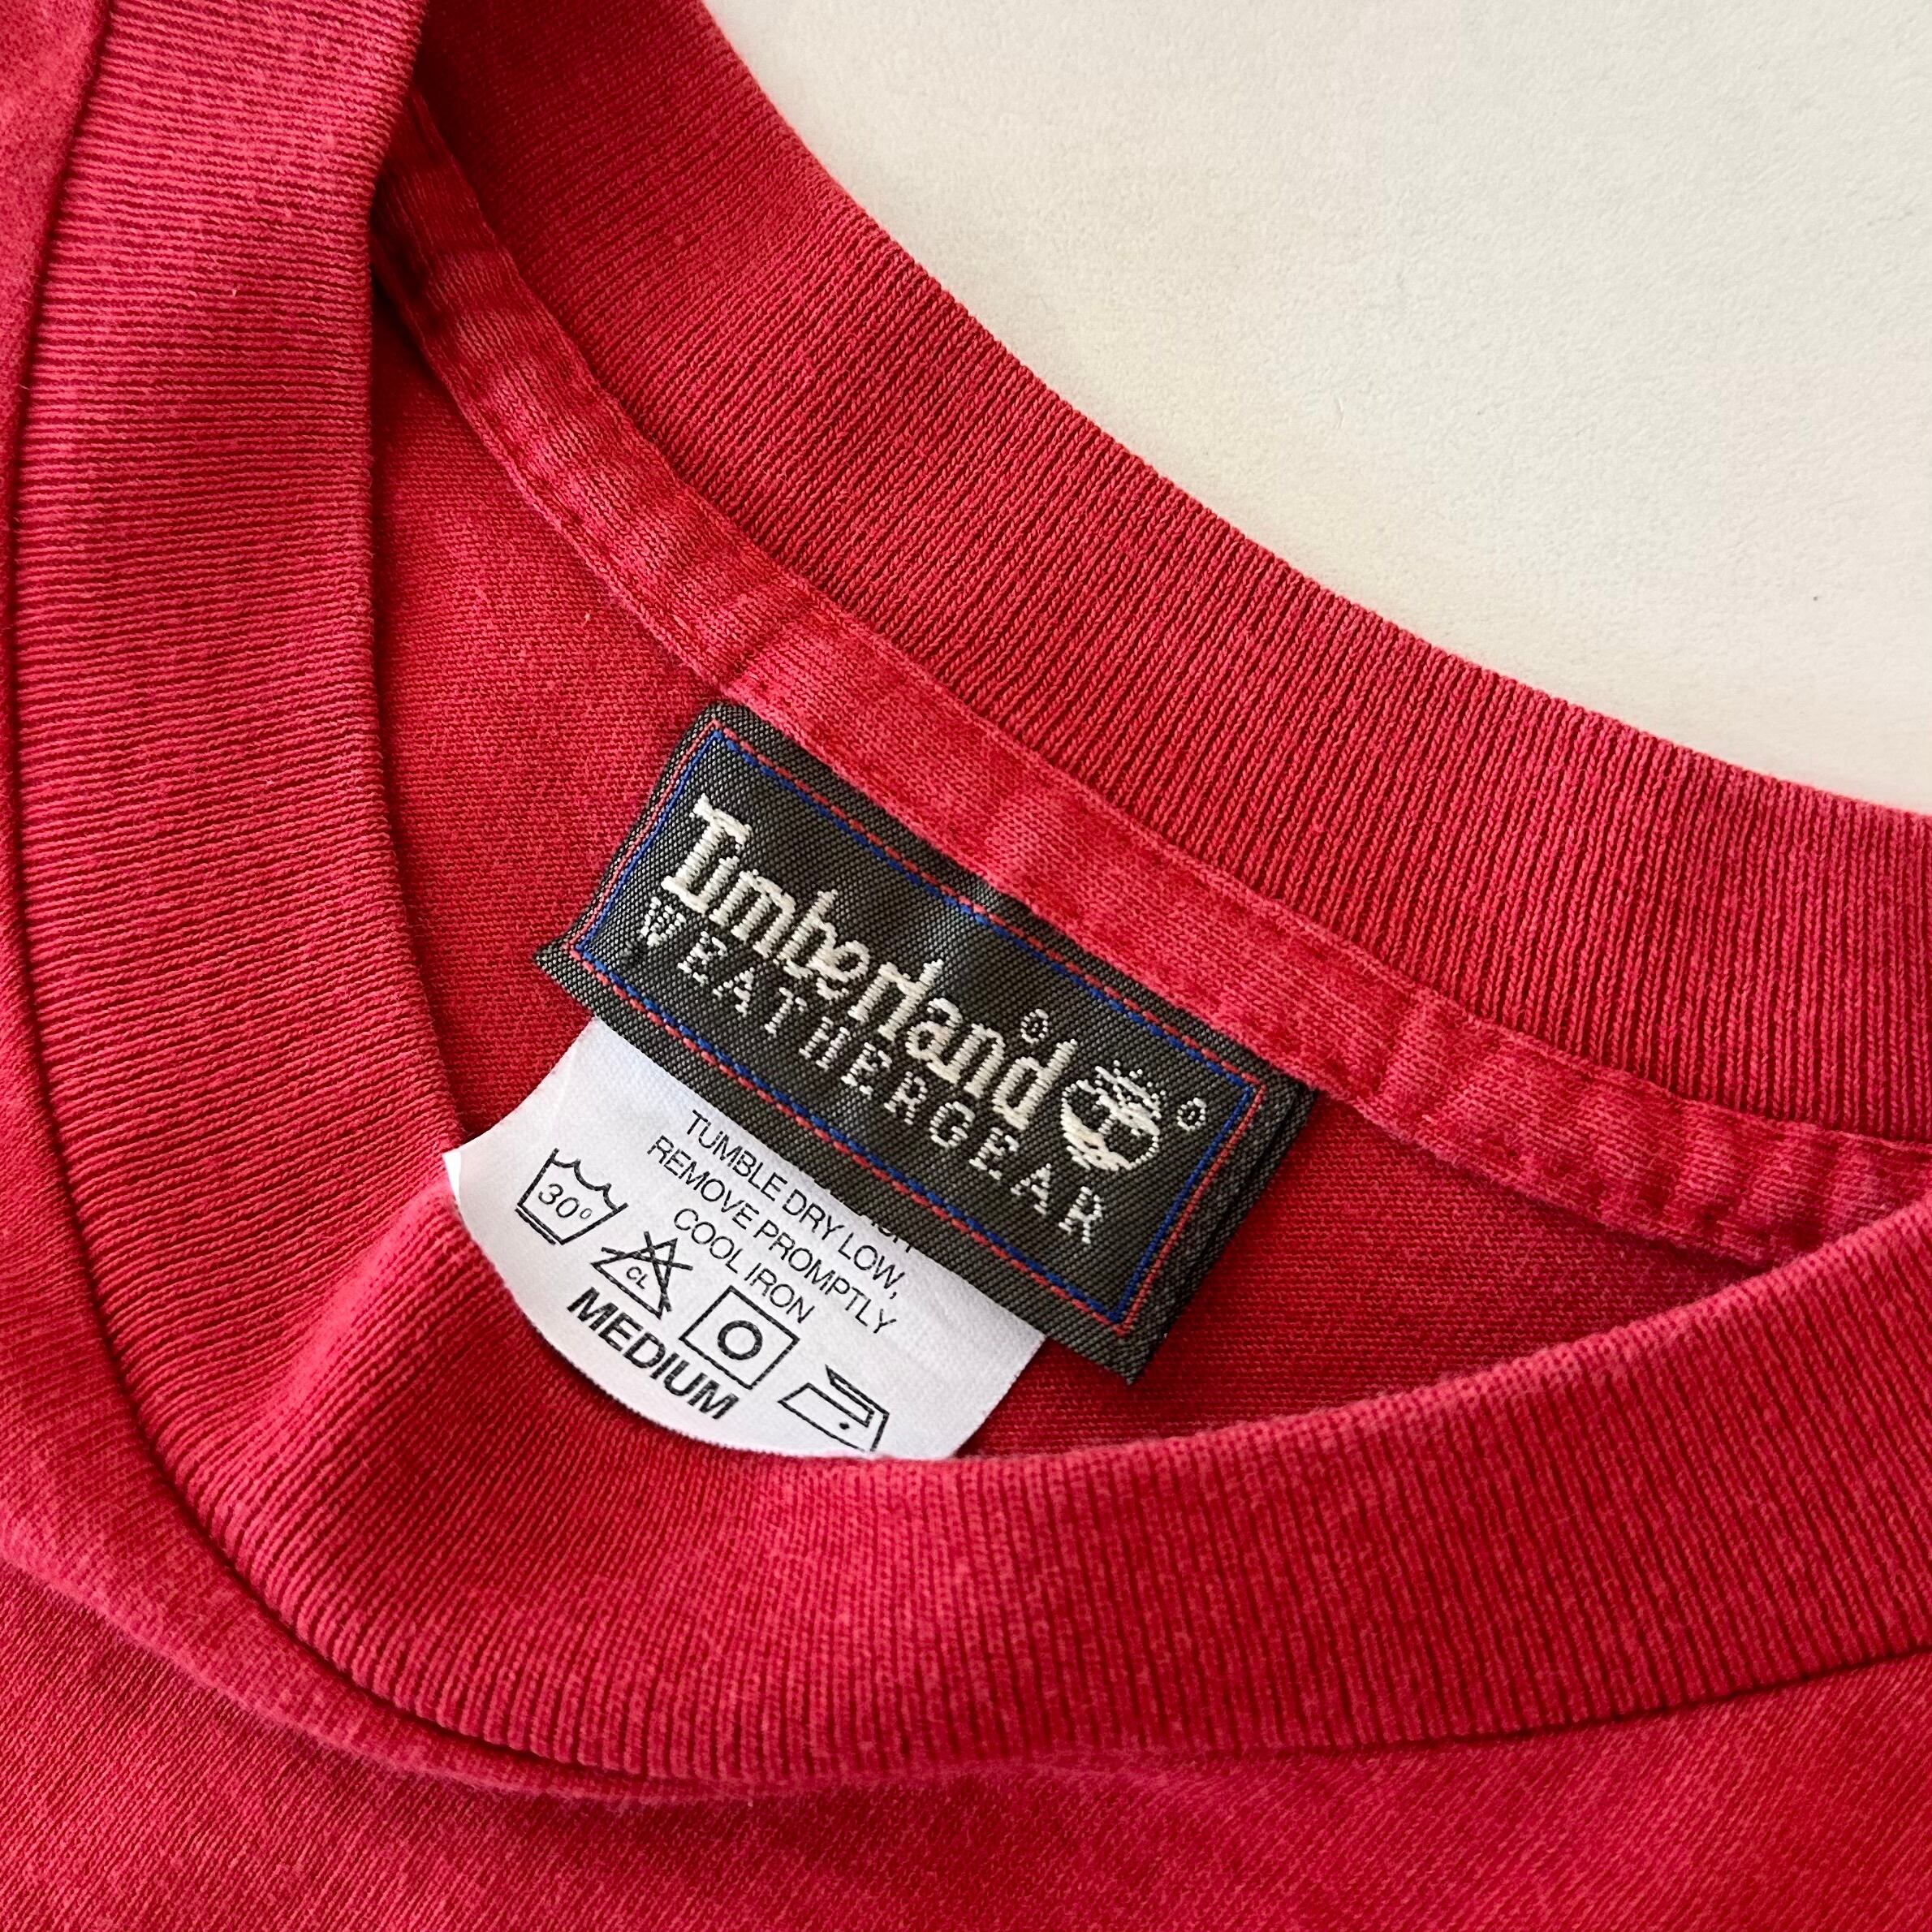 Timberland®
WEATHERGEAR
TUMBLE DRY LOW,
REMOVE PROMPTLY
COOL IRON
30°
CL
MEDIUM